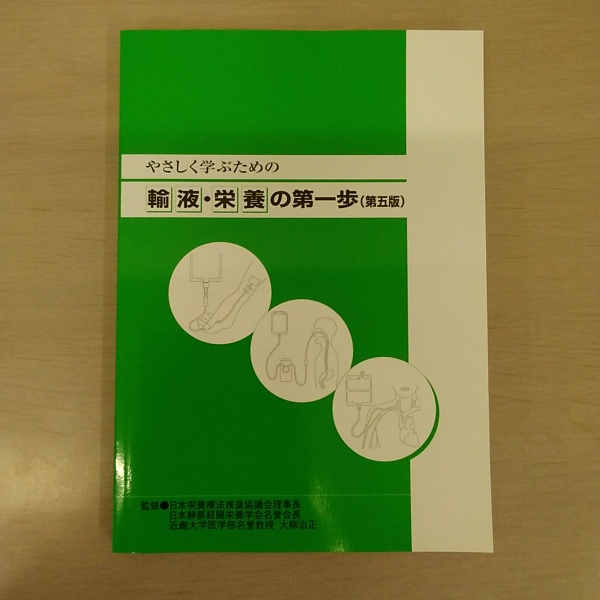 やさしく学ぶための
輸液・栄養の第一歩（第五版）
監修●日本栄養療法推進協議会理事長
日本静脈経腸栄養学会名誉会長
近畿大学医学部名誉教授 大柳治正